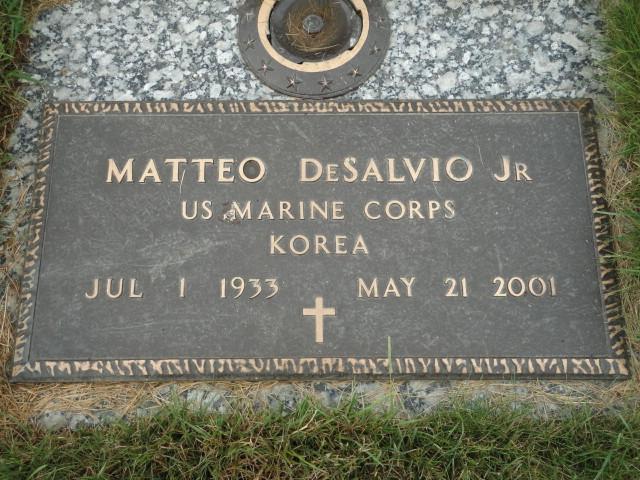 MATTEO DeSALVIO JR
US MARINE CORPS
KOREA
JUL 1 1933 MAY 21 2001